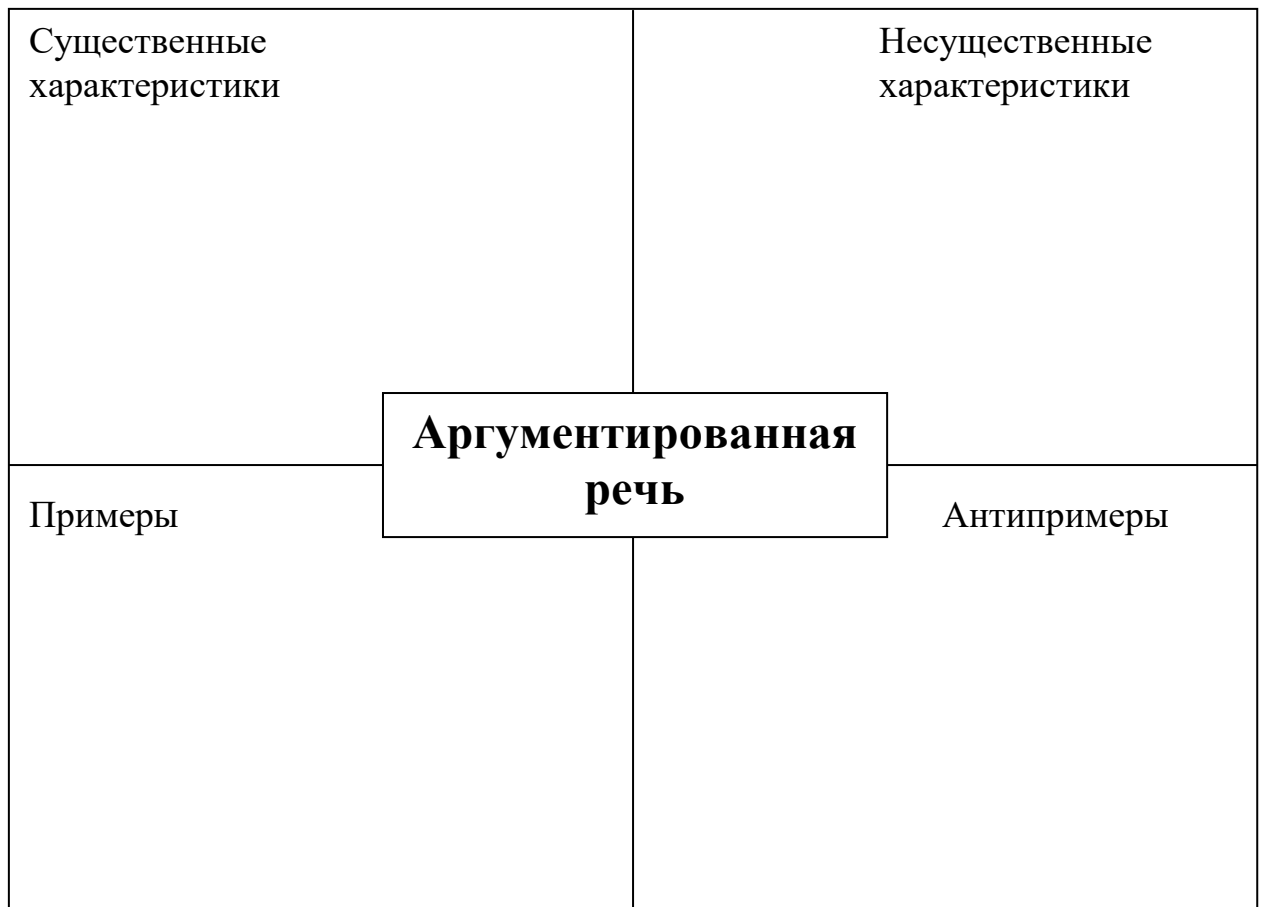 Существенные
характеристики
Несущественные
характеристики
Аргументированная
речь
Примеры
Антипримеры